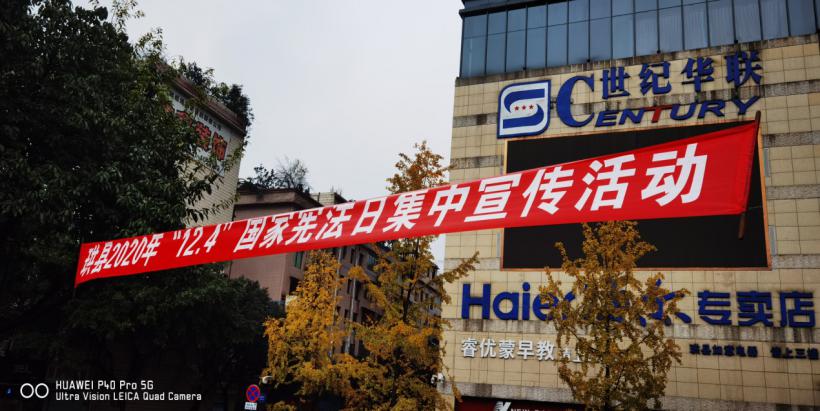 世纪华联
CENTURY
珙县2020年“12.4”国家宪法日集中宣传活动
Haier
专卖店
睿优蒙早教
HUAWEI P40 Pro 5G
Ultra Vision LEICA Quad Camera